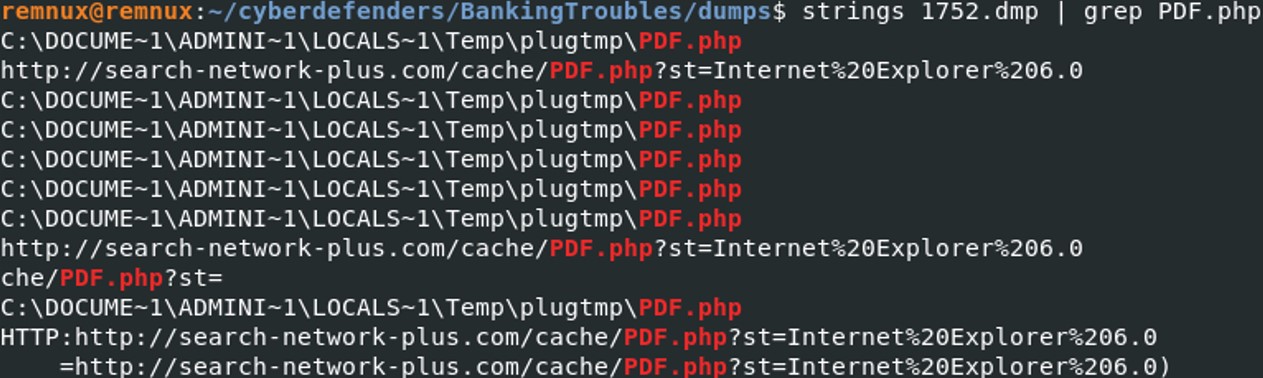 remnux@remnux:~/cyberdefenders/BankingTroubles/dumps$ strings 1752.dmp | grep PDF.php
C:\DOCUME~1\ADMINI~1\LOCALS~1\Temp\plugtmp\PDF.php
http://search-network-plus.com/cache/PDF.php?st=Internet%20Explorer%206.0
C:\DOCUME~1\ADMINI~1\LOCALS~1\Temp\plugtmp\PDF.php
C:\DOCUME~1\ADMINI~1\LOCALS~1\Temp\plugtmp\PDF.php
C:\DOCUME~1\ADMINI~1\LOCALS~1\Temp\plugtmp\PDF.php
C:\DOCUME~1\ADMINI~1\LOCALS~1\Temp\plugtmp\PDF.php
C:\DOCUME~1\ADMINI~1\LOCALS~1\Temp\plugtmp\PDF.php
http://search-network-plus.com/cache/PDF.php?st=Internet%20Explorer%206.0
che/PDF.php?st=
C:\DOCUME~1\ADMINI~1\LOCALS~1\Temp\plugtmp\PDF.php
HTTP:http://search-network-plus.com/cache/PDF.php?st=Internet%20Explorer%206.0
=http://search-network-plus.com/cache/PDF.php?st=Internet%20Explorer%206.0)